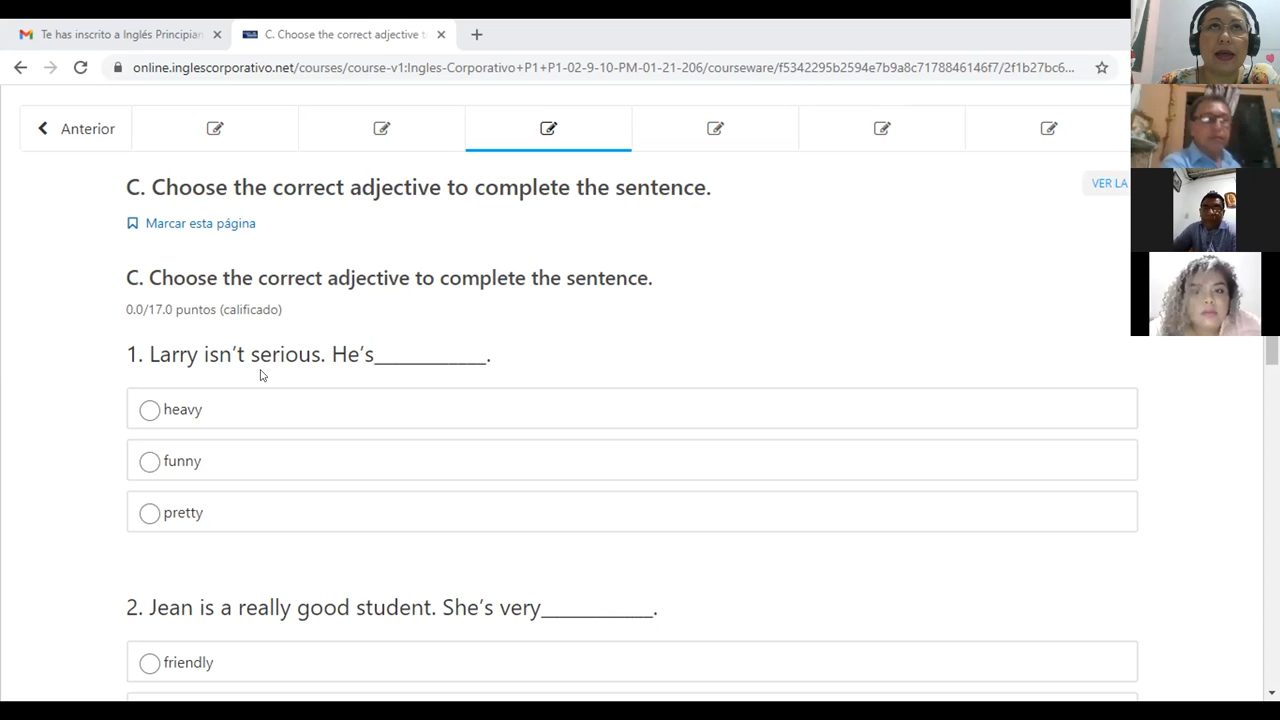 Te has inscrito a Inglés Principian
C. Choose the correct adjective t
online.inglescorporativo.net/courses/course-v1:Ingles-Corporativo+P1+P1-02-9-10-PM-01-21-206/courseware/f5342295b2594e7b9a8c7178846146f7/2f1b27bc6...
Anterior
C. Choose the correct adjective to complete the sentence.
VER LA
Marcar esta página
C. Choose the correct adjective to complete the sentence.
0.0/17.0 puntos (calificado)
1. Larry isn’t serious. He’s____________.
heavy
funny
pretty
2. Jean is a really good student. She’s very____________.
friendly